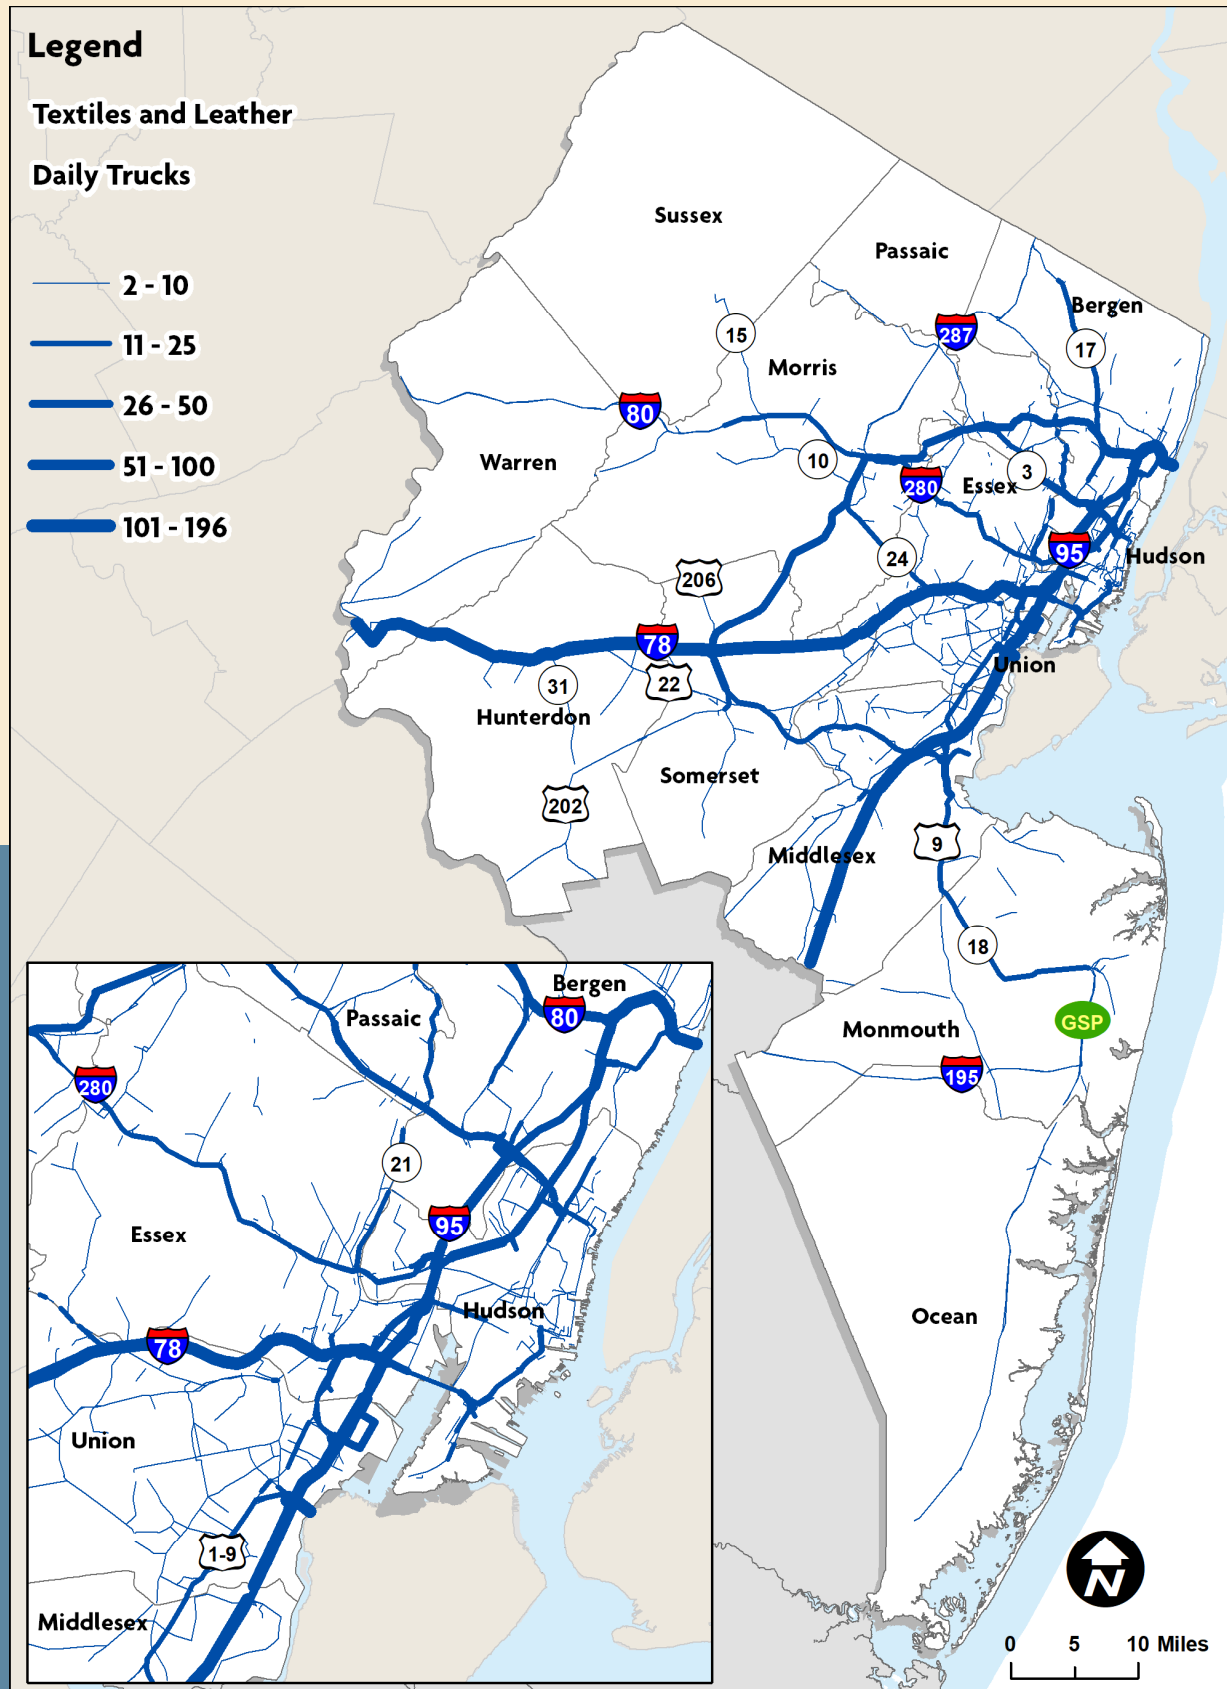 Legend
Textiles and Leather
Daily Trucks
2 - 10
11 - 25
26 - 50
51 - 100
101 - 196
Sussex
Passaic
Bergen
287
15
17
Morris
80
10
3
Warren
280
Essex
95
Hudson
24
206
78
Union
22
31
Hunterdon
Somerset
202
9
Middlesex
18
GSP
Monmouth
195
Ocean
Bergen
80
Passaic
280
21
95
Essex
Hudson
78
Union
1-9
Middlesex
N
0 5 10 Miles